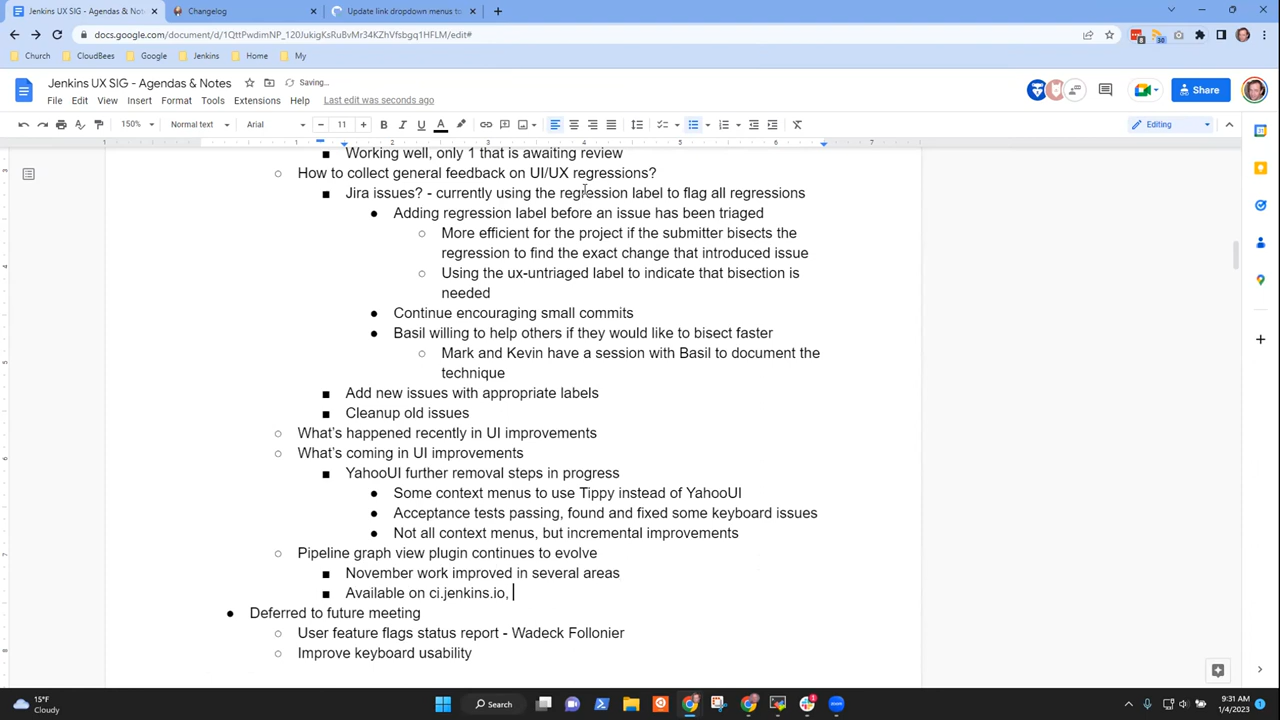 Jenkins UX SIG - Agendas & Notes
Changelog
Update link dropdown menus to
docs.google.com/document/d/1QttPwdimNP_120JukigKsRuBvMr34KZhVfsbgq1HFLM/edit#
Church
CloudBees
Google
Jenkins
Home
My
Jenkins UX SIG - Agendas & Notes
Saving...
File Edit View Insert Format Tools Extensions Help Last edit was seconds ago
Share
150% Normal text Arial 11 Editing
1 1 2 3 4 5 6 7
Working well, only 1 that is awaiting review
How to collect general feedback on UI/UX regressions?
Jira issues? - currently using the regression label to flag all regressions
Adding regression label before an issue has been triaged
More efficient for the project if the submitter bisects the
regression to find the exact change that introduced issue
Using the ux-untriaged label to indicate that bisection is
needed
Continue encouraging small commits
Basil willing to help others if they would like to bisect faster
Mark and Kevin have a session with Basil to document the
technique
Add new issues with appropriate labels
Cleanup old issues
What's happened recently in UI improvements
What's coming in UI improvements
YahooUI further removal steps in progress
Some context menus to use Tippy instead of YahooUI
Acceptance tests passing, found and fixed some keyboard issues
Not all context menus, but incremental improvements
Pipeline graph view plugin continues to evolve
November work improved in several areas
Available on ci.jenkins.io,
Deferred to future meeting
User feature flags status report - Wadeck Follonier
Improve keyboard usability
15°F
Cloudy
Search
9:31 AM
1/4/2023